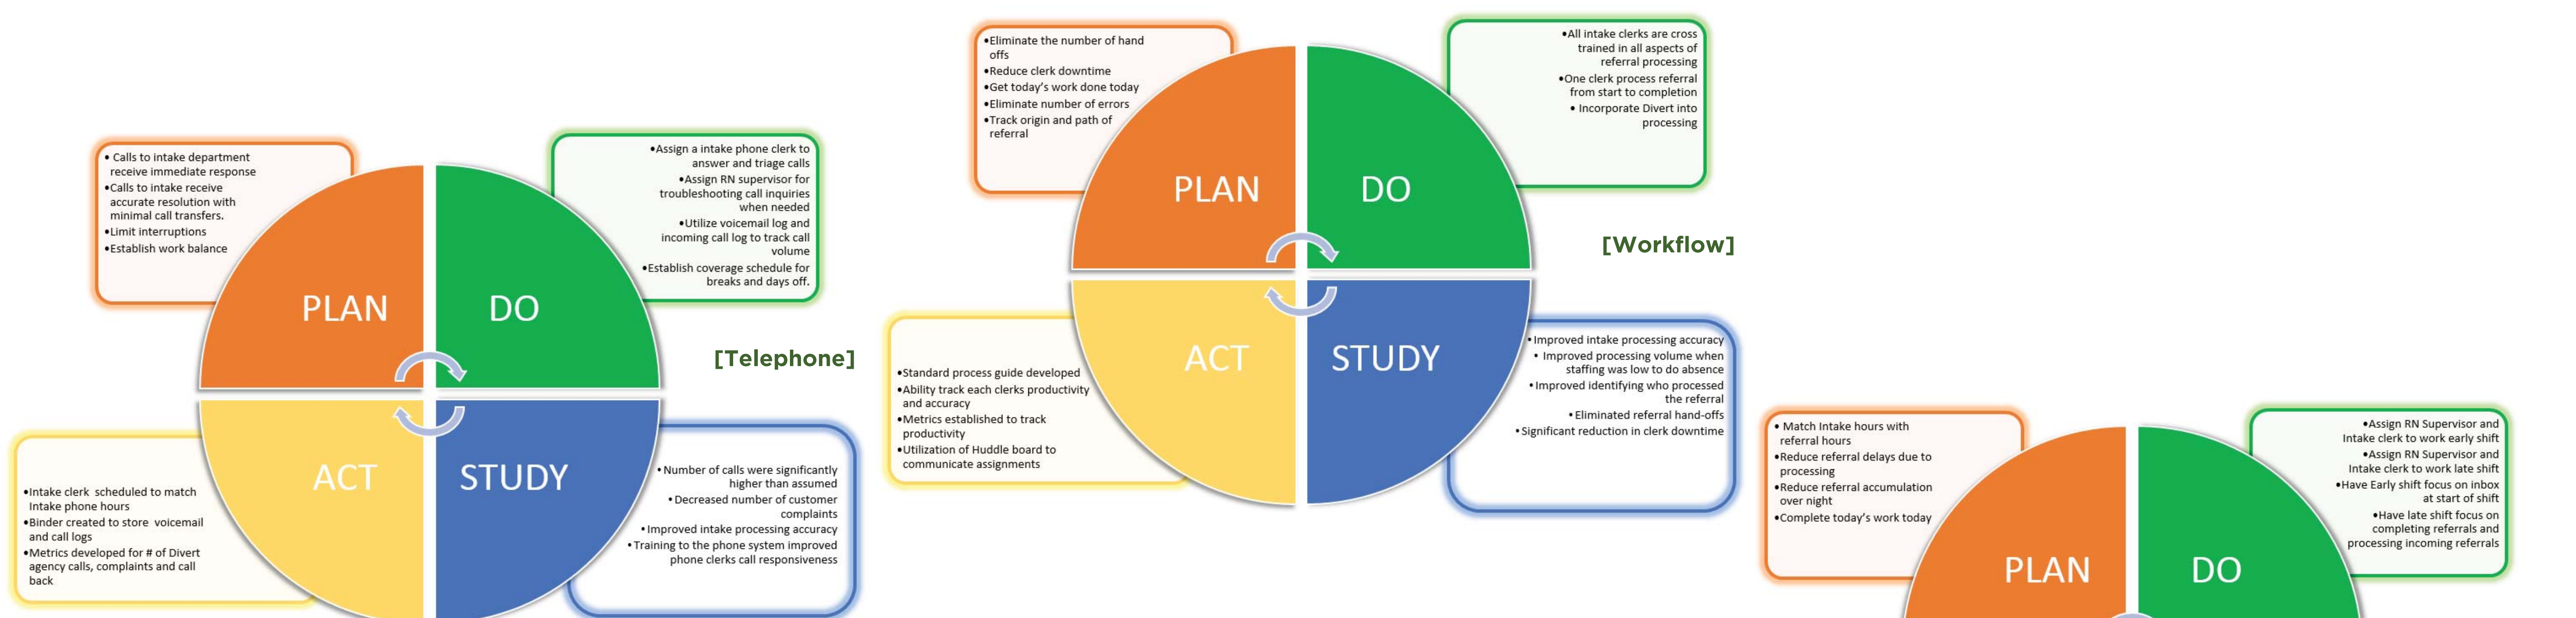 • Calls to intake department
receive immediate response
•Calls to intake receive
accurate resolution with
minimal call transfers.
•Limit interruptions
•Establish work balance
•Assign a intake phone clerk to
answer and triage calls
•Assign RN supervisor for
troubleshooting call inquiries
when needed
•Utilize voicemail log and
incoming call log to track call
volume
•Establish coverage schedule for
breaks and days off.
PLAN
DO
[Telephone]
ACT
STUDY
•Intake clerk scheduled to match
Intake phone hours
•Binder created to store voicemail
and call logs
•Metrics developed for # of Divert
agency calls, complaints and call
back
• Number of calls were significantly
higher than assumed
• Decreased number of customer
complaints
• Improved intake processing accuracy
• Training to the phone system improved
phone clerks call responsiveness
•Eliminate the number of hand
offs
•Reduce clerk downtime
•Get today's work done today
•Eliminate number of errors
•Track origin and path of
referral
•All intake clerks are cross
trained in all aspects of
referral processing
•One clerk process referral
from start to completion
• Incorporate Divert into
processing
PLAN
DO
[Workflow]
ACT
STUDY
•Standard process guide developed
•Ability track each clerks productivity
and accuracy
•Metrics established to track
productivity
•Utilization of Huddle board to
communicate assignments
• Improved intake processing accuracy
• Improved processing volume when
staffing was low to do absence
• Improved identifying who processed
the referral
• Eliminated referral hand-offs
• Significant reduction in clerk downtime
• Match Intake hours with
referral hours
•Reduce referral delays due to
processing
•Reduce referral accumulation
over night
•Complete today's work today
•Assign RN Supervisor and
Intake clerk to work early shift
•Assign RN Supervisor and
Intake clerk to work late shift
•Have Early shift focus on inbox
at start of shift
•Have late shift focus on
completing referrals and
processing incoming referrals
PLAN
DO